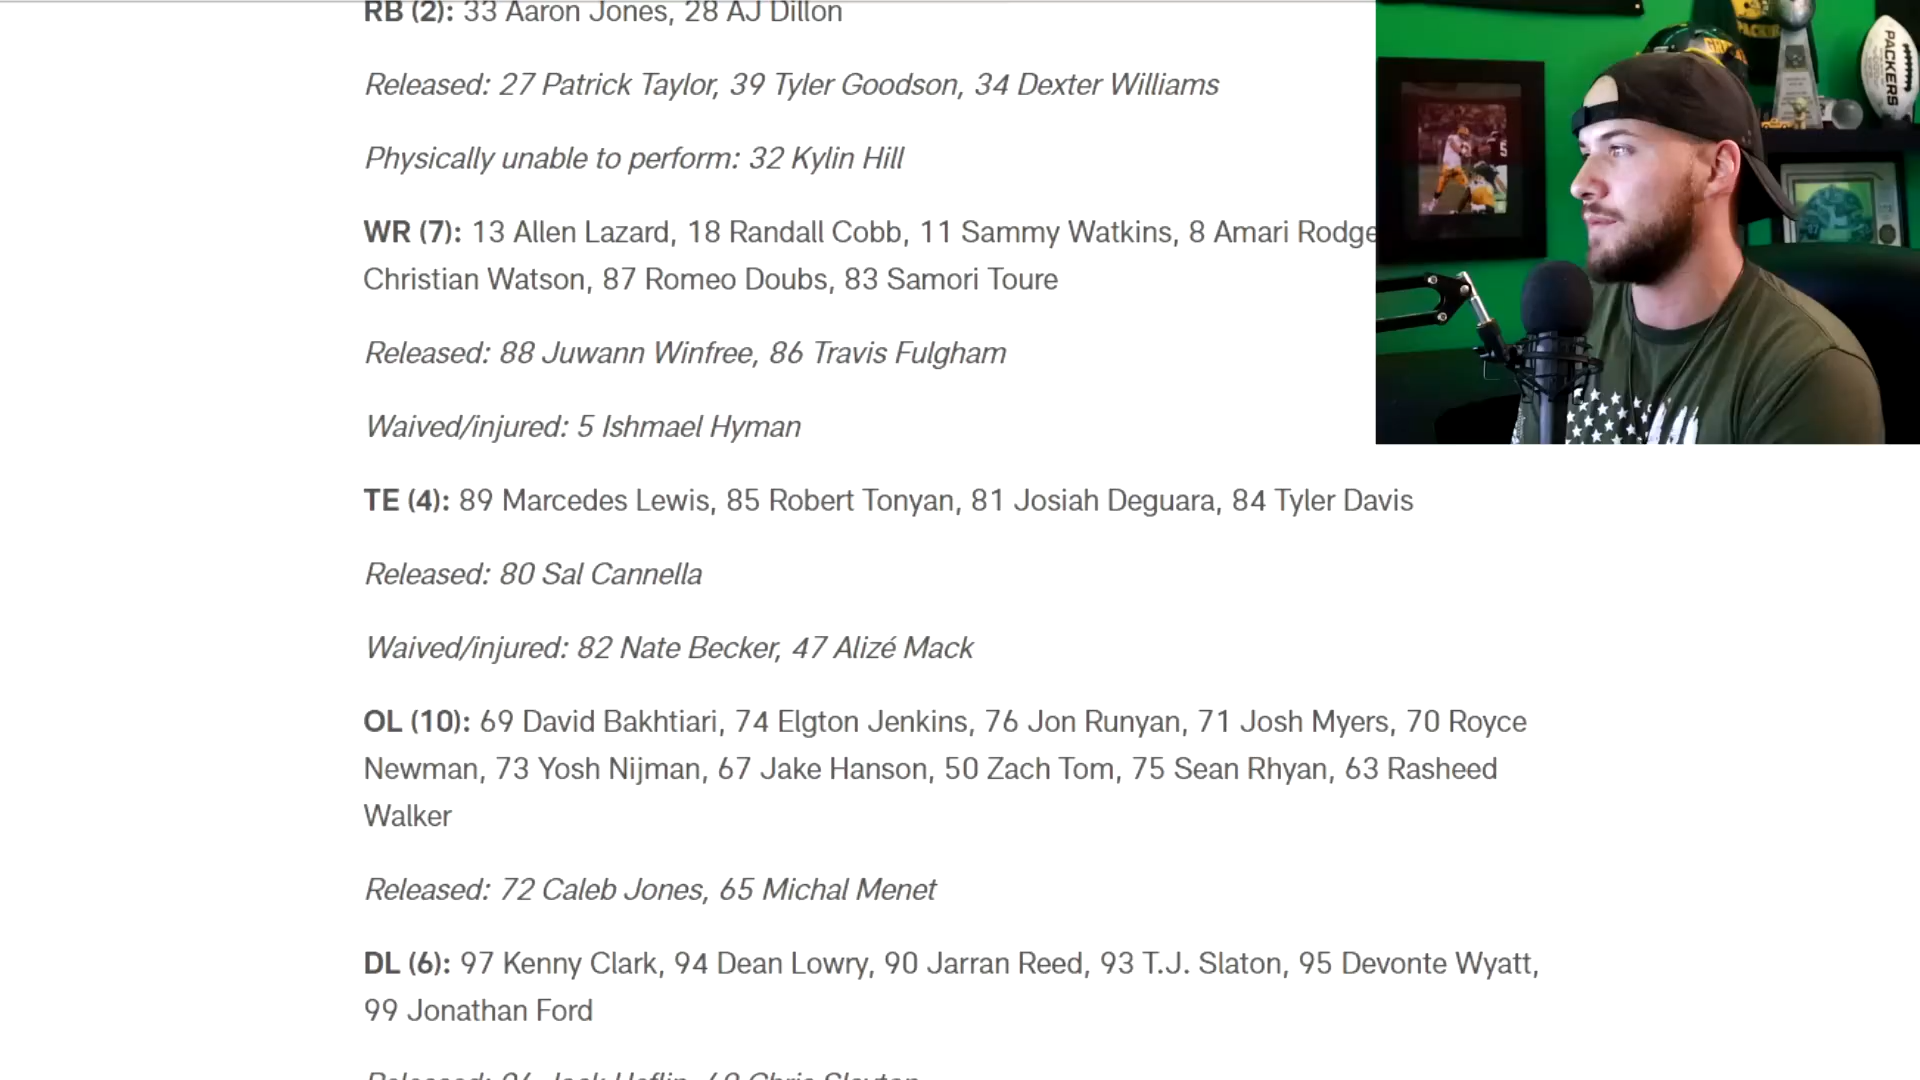 RB (2): 33 Aaron Jones, 28 AJ Dillon
Released: 27 Patrick Taylor, 39 Tyler Goodson, 34 Dexter Williams
Physically unable to perform: 32 Kylin Hill
WR (7): 13 Allen Lazard, 18 Randall Cobb, 11 Sammy Watkins, 8 Amari Rodge
Christian Watson, 87 Romeo Doubs, 83 Samori Toure
Released: 88 Juwann Winfree, 86 Travis Fulgham
Waived/injured: 5 Ishmael Hyman
TE (4): 89 Marcedes Lewis, 85 Robert Tonyan, 81 Josiah Deguara, 84 Tyler Davis
Released: 80 Sal Cannella
Waived/injured: 82 Nate Becker, 47 Alizé Mack
OL (10): 69 David Bakhtiari, 74 Elgton Jenkins, 76 Jon Runyan, 71 Josh Myers, 70 Royce
Newman, 73 Yosh Nijman, 67 Jake Hanson, 50 Zach Tom, 75 Sean Rhyan, 63 Rasheed
Walker
Released: 72 Caleb Jones, 65 Michal Menet
DL (6): 97 Kenny Clark, 94 Dean Lowry, 90 Jarran Reed, 93 T.J. Slaton, 95 Devonte Wyatt,
99 Jonathan Ford
PACKERS